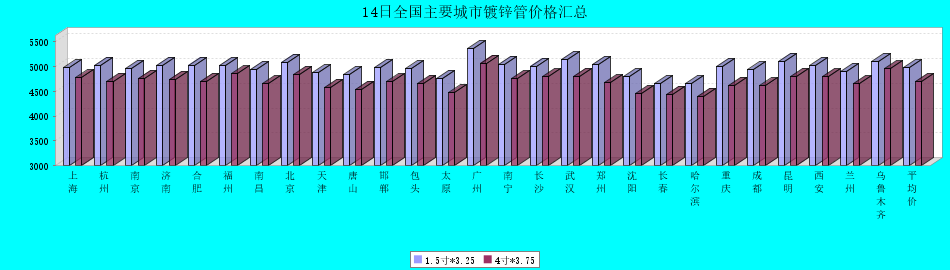 14日全国主要城市镀锌管价格汇总
5500
5000
4500
4000
3500
3000
上海 杭州 南京 济南 合肥 福州 南昌 北京 天津 唐山 邯郸 包头 太原 广州 南宁 长沙 武汉 郑州 沈阳 长春 哈尔滨 重庆 成都 昆明 西安 兰州 乌鲁木齐 平均价
1.5寸*3.25 4寸*3.75